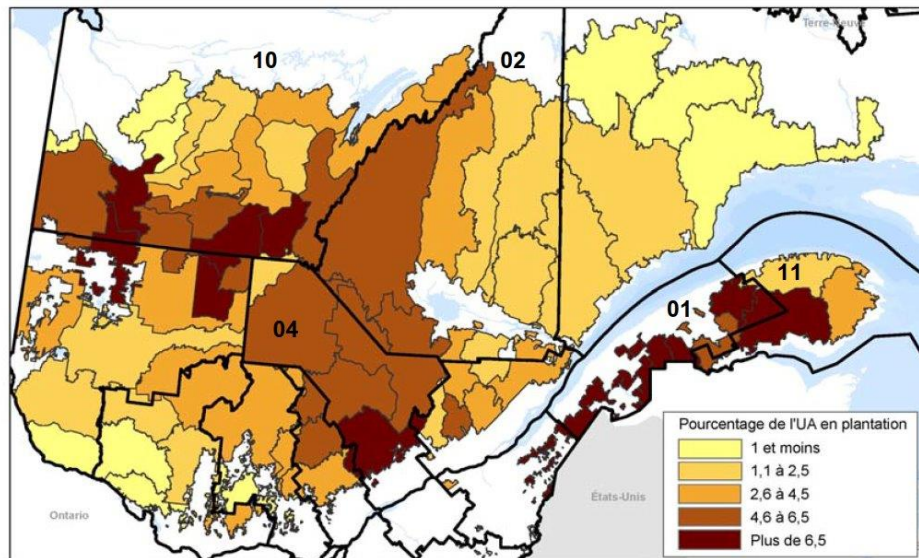 Terre-Neuve
10
02
11
01
04
Pourcentage de l'UA en plantation
1 et moins
1,1 à 2,5
2,6 à 4,5
4,6 à 6,5
Plus de 6,5
États-Unis
Ontario